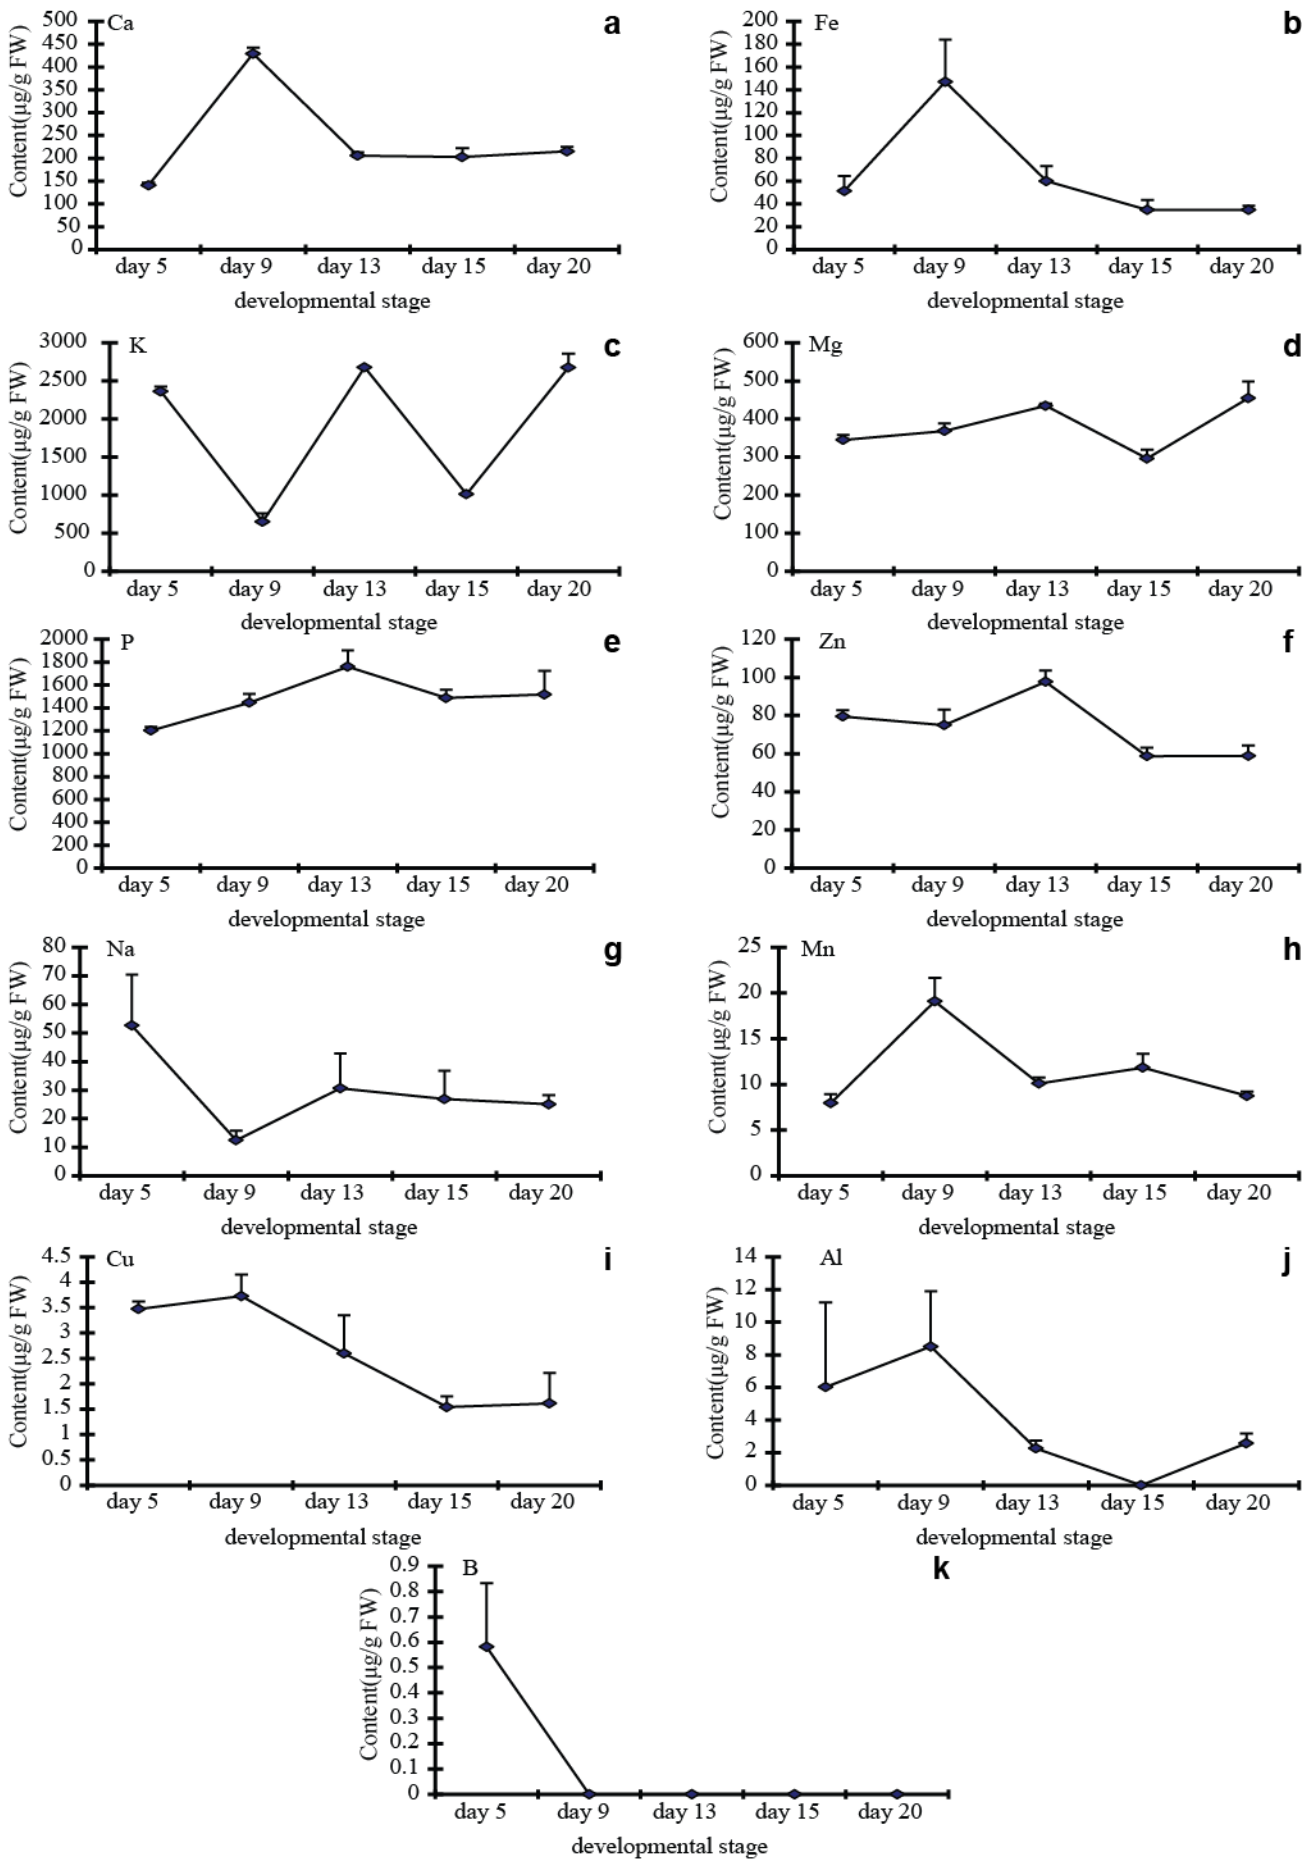 Ca
a
Content(µg/g FW)
500
450
400
350
300
250
200
150
100
50
0
day 5 day 9 day 13 day 15 day 20
developmental stage
Fe
b
Content(µg/g FW)
200
180
160
140
120
100
80
60
40
20
0
day 5 day 9 day 13 day 15 day 20
developmental stage
K
c
Content(µg/g FW)
3000
2500
2000
1500
1000
500
0
day 5 day 9 day 13 day 15 day 20
developmental stage
Mg
d
Content(µg/g FW)
600
500
400
300
200
100
0
day 5 day 9 day 13 day 15 day 20
developmental stage
P
e
Content(µg/g FW)
2000
1800
1600
1400
1200
1000
800
600
400
200
0
day 5 day 9 day 13 day 15 day 20
developmental stage
Zn
f
Content(µg/g FW)
120
100
80
60
40
20
0
day 5 day 9 day 13 day 15 day 20
developmental stage
Na
g
Content(µg/g FW)
80
70
60
50
40
30
20
10
0
day 5 day 9 day 13 day 15 day 20
developmental stage
Mn
h
Content(µg/g FW)
25
20
15
10
5
0
day 5 day 9 day 13 day 15 day 20
developmental stage
Cu
i
Content(µg/g FW)
4.5
4
3.5
3
2.5
2
1.5
1
0.5
0
day 5 day 9 day 13 day 15 day 20
developmental stage
Al
j
Content(µg/g FW)
14
12
10
8
6
4
2
0
day 5 day 9 day 13 day 15 day 20
developmental stage
B
k
Content(µg/g FW)
0.9
0.8
0.7
0.6
0.5
0.4
0.3
0.2
0.1
0
day 5 day 9 day 13 day 15 day 20
developmental stage